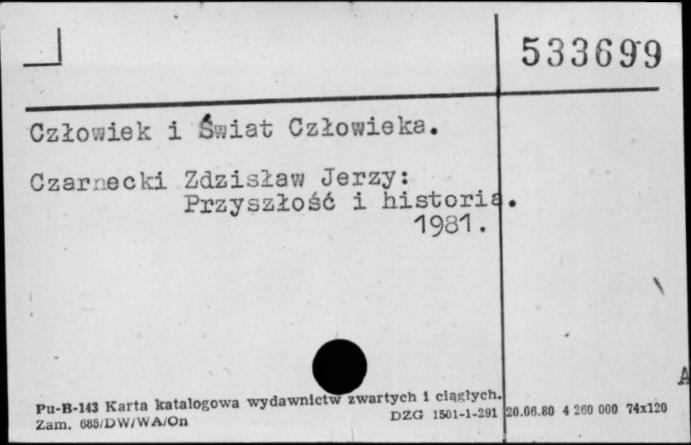 533699
Człowiek i Świat Człowieka.
Czarnecki Zdzisław Jerzy:
Przyszłość i historia.
1981.
A
Pu-B-143 Karta katalogowa wydawnictw zwartych i ciągłych.
Zam. 685/DW/WA/On DZG 1501-1-291 20.06.80 4 260 000 74x120